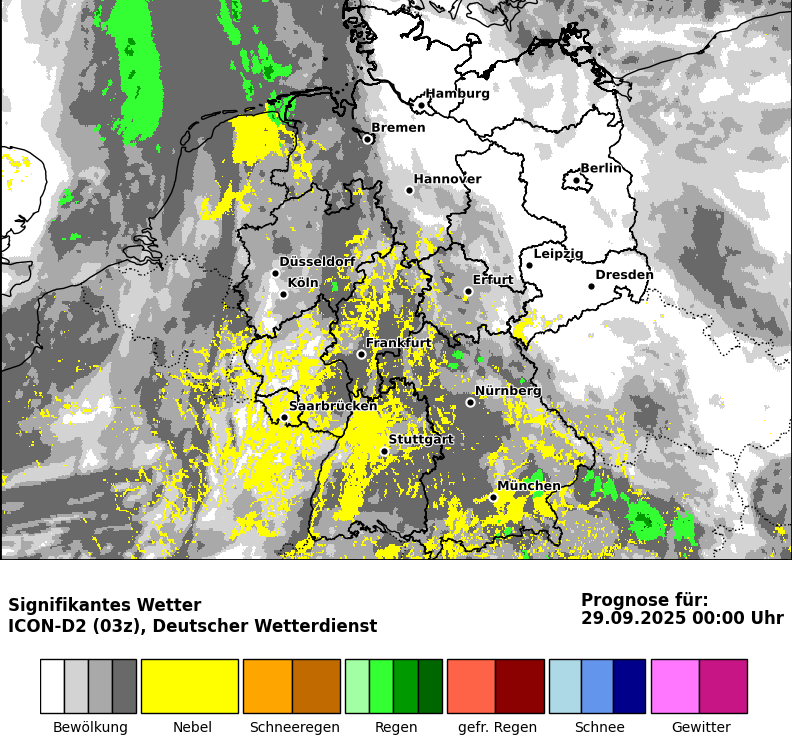 Hamburg
Bremen
Berlin
Hannover
Leipzig
Düsseldorf
Dresden
Köln
Erfurt
Frankfurt
Nürnberg
Saarbrücken
Stuttgart
München
Signifikantes Wetter
ICON-D2 (03z), Deutscher Wetterdienst
Prognose für:
29.09.2025 00:00 Uhr
Bewölkung Nebel Schneeregen Regen gefr. Regen Schnee Gewitter